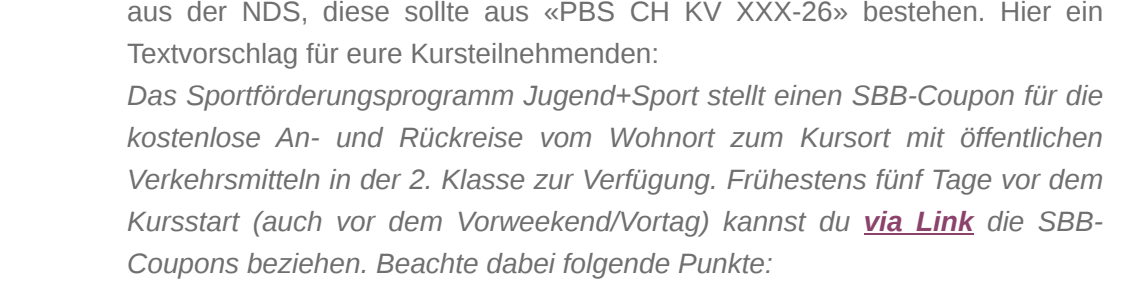 aus der NDS, diese sollte aus «PBS CH KV XXX-26» bestehen. Hier ein
Textvorschlag für eure Kursteilnehmenden:
Das Sportförderungsprogramm Jugend+Sport stellt einen SBB-Coupon für die
kostenlose An- und Rückreise vom Wohnort zum Kursort mit öffentlichen
Verkehrsmitteln in der 2. Klasse zur Verfügung. Frühestens fünf Tage vor dem
Kursstart (auch vor dem Vorweekend/Vortag) kannst du via Link die SBB-
Coupons beziehen. Beachte dabei folgende Punkte: